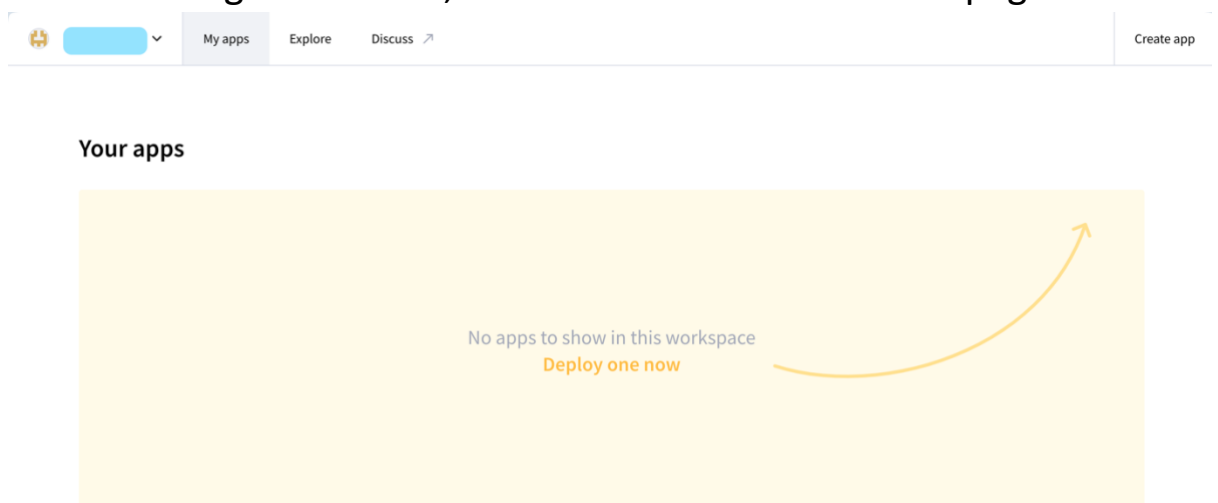 My apps Explore Discuss ↗ Create app
Your apps
No apps to show in this workspace
Deploy one now